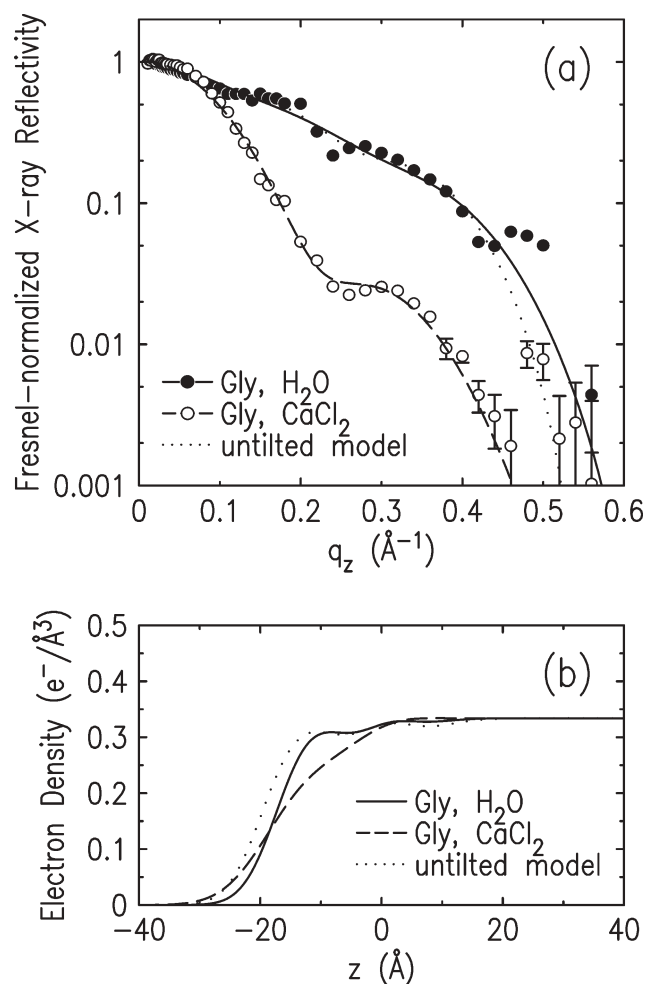 (a)
Fresnel-normalized X-ray Reflectivity
1
0.1
0.01
0.001
Gly, H₂O
Gly, CaCl₂
untilted model
0 0.1 0.2 0.3 0.4 0.5 0.6
q_z (Å⁻¹)
(b)
Electron Density (e⁻/Å³)
0.5
0.4
0.3
0.2
0.1
0
Gly, H₂O
Gly, CaCl₂
untilted model
−40 −20 0 20 40
z (Å)